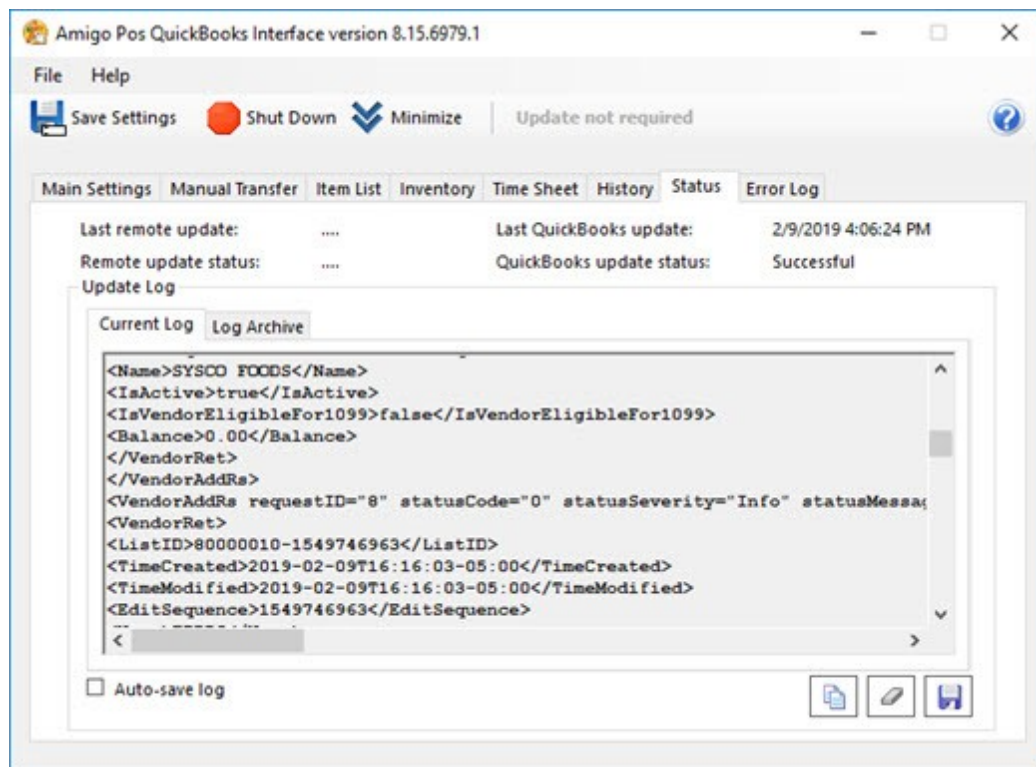 Amigo Pos QuickBooks Interface version 8.15.6979.1
File Help
Save Settings Shut Down Minimize Update not required
Main Settings Manual Transfer Item List Inventory Time Sheet History Status Error Log
Last remote update: .... Last QuickBooks update: 2/9/2019 4:06:24 PM
Remote update status: .... QuickBooks update status: Successful
Update Log
Current Log Log Archive
<Name>SYSCO FOODS</Name>
<IsActive>true</IsActive>
<IsVendorEligibleFor1099>false</IsVendorEligibleFor1099>
<Balance>0.00</Balance>
</VendorRet>
</VendorAddRs>
<VendorAddRs requestID="8" statusCode="0" statusSeverity="Info" statusMessag
<VendorRet>
<ListID>80000010-1549746963</ListID>
<TimeCreated>2019-02-09T16:16:03-05:00</TimeCreated>
<TimeModified>2019-02-09T16:16:03-05:00</TimeModified>
<EditSequence>1549746963</EditSequence>
Auto-save log